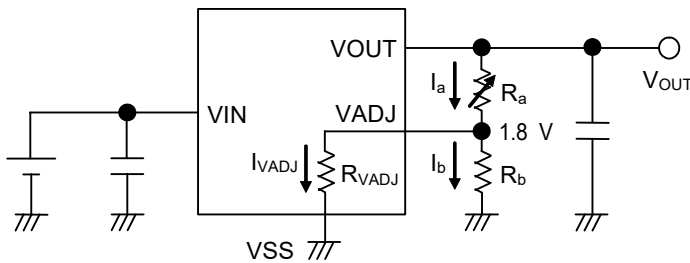 VOUT
Ia
Ra
VOUT
VIN
VADJ
1.8 V
IVADJ
RVADJ
Ib
Rb
VSS